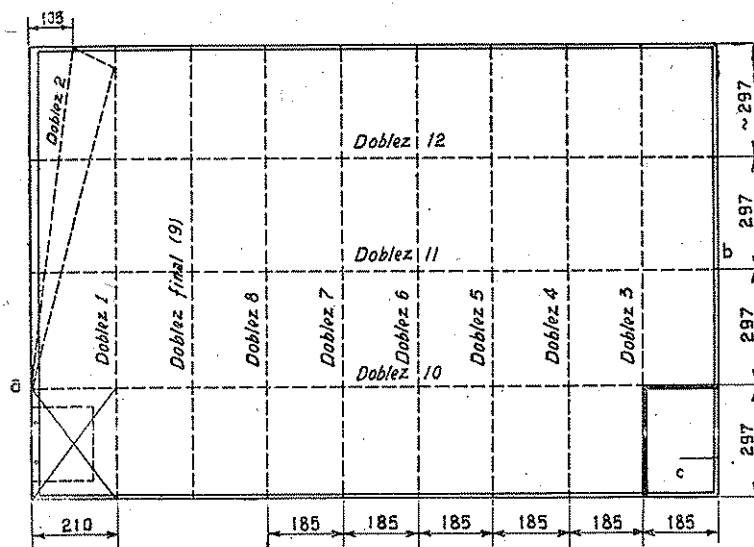 105
Doblez 2
~297
Doblez 12
297
Doblez 11
b
Doblez 1
Doblez final (9)
Doblez 8
Doblez 7
Doblez 6
Doblez 5
Doblez 4
Doblez 3
297
Doblez 10
a
297
c
210
185
185
185
185
185
185